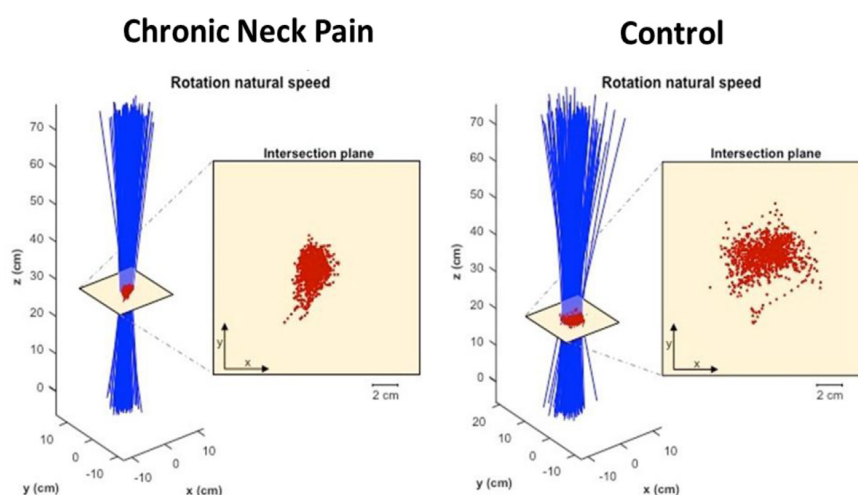 Chronic Neck Pain
Rotation natural speed
70
60
50
40
30
20
10
0
z (cm)
Intersection plane
y
x
2 cm
10
0
-10
y (cm)
-10
0
10
x (cm)
Control
Rotation natural speed
70
60
50
40
30
20
10
0
z (cm)
Intersection plane
y
x
2 cm
20
10
0
-10
y (cm)
-10
0
10
x (cm)